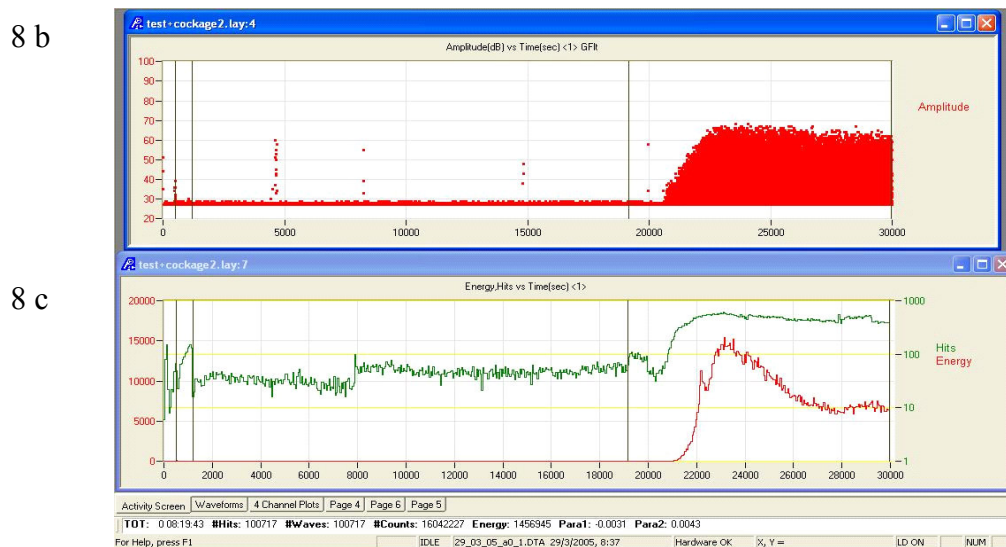 8 b
test+cockage2.lay:4
Amplitude(dB) vs Time(sec) <1> GFlt
100
90
80
70
60
50
40
30
20
Amplitude
0 5000 10000 15000 20000 25000 30000
8 c
test+cockage2.lay:7
Energy,Hits vs Time(sec) <1>
20000 1000
15000
Hits
100
Energy
10000
10
5000
0 1
0 2000 4000 6000 8000 10000 12000 14000 16000 18000 20000 22000 24000 26000 28000 30000
Activity Screen Waveforms 4 Channel Plots Page 4 Page 6 Page 5
TOT: 0 08:19:43 #Hits: 100717 #Waves: 100717 #Counts: 16042227 Energy: 1456945 Para1: -0.0031 Para2: 0.0043
For Help, press F1 IDLE 29_03_05_a0_1.DTA 29/3/2005, 8:37 Hardware OK X, Y = LD ON NUM